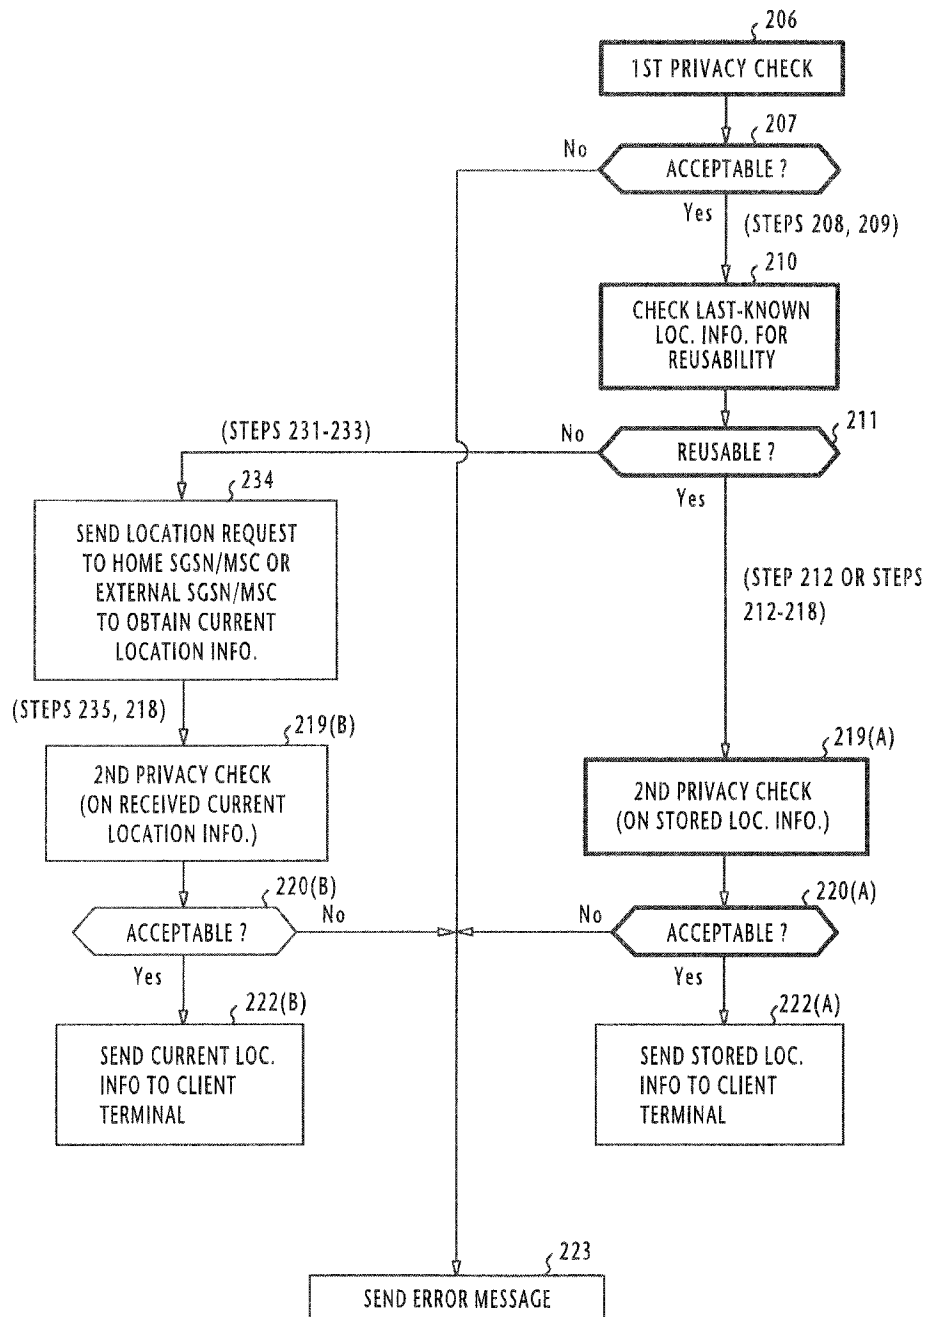 206
1ST PRIVACY CHECK
207
No
ACCEPTABLE ?
Yes
(STEPS 208, 209)
210
CHECK LAST-KNOWN
LOC. INFO. FOR
REUSABILITY
(STEPS 231-233)
No
211
REUSABLE ?
Yes
234
SEND LOCATION REQUEST
TO HOME SGSN/MSC OR
EXTERNAL SGSN/MSC
TO OBTAIN CURRENT
LOCATION INFO.
(STEP 212 OR STEPS
212-218)
(STEPS 235, 218)
219(B)
2ND PRIVACY CHECK
(ON RECEIVED CURRENT
LOCATION INFO.)
219(A)
2ND PRIVACY CHECK
(ON STORED LOC. INFO.)
220(B)
ACCEPTABLE ?
No
Yes
220(A)
No
ACCEPTABLE ?
Yes
222(B)
SEND CURRENT LOC.
INFO TO CLIENT
TERMINAL
222(A)
SEND STORED LOC.
INFO TO CLIENT
TERMINAL
223
SEND ERROR MESSAGE